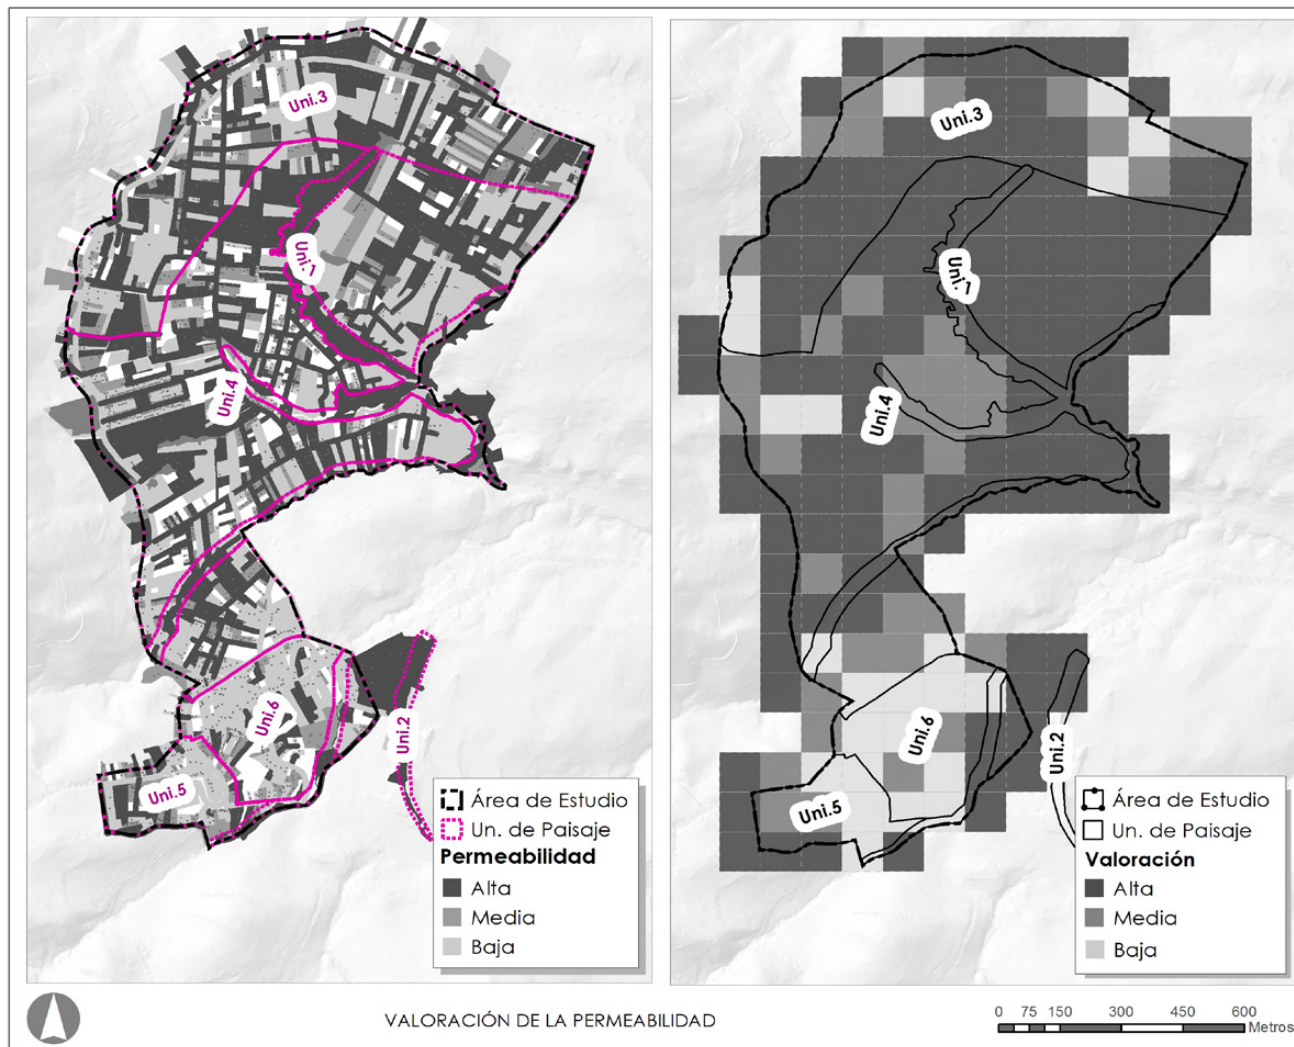 Uni.3
Uni.1
Uni.4
Uni.6
Uni.2
Uni.5
Área de Estudio
Un. de Paisaje
Permeabilidad
Alta
Media
Baja
Uni.3
Uni.1
Uni.4
Uni.6
Uni.2
Uni.5
Área de Estudio
Un. de Paisaje
Valoración
Alta
Media
Baja
VALORACIÓN DE LA PERMEABILIDAD
0 75 150 300 450 600
Metros